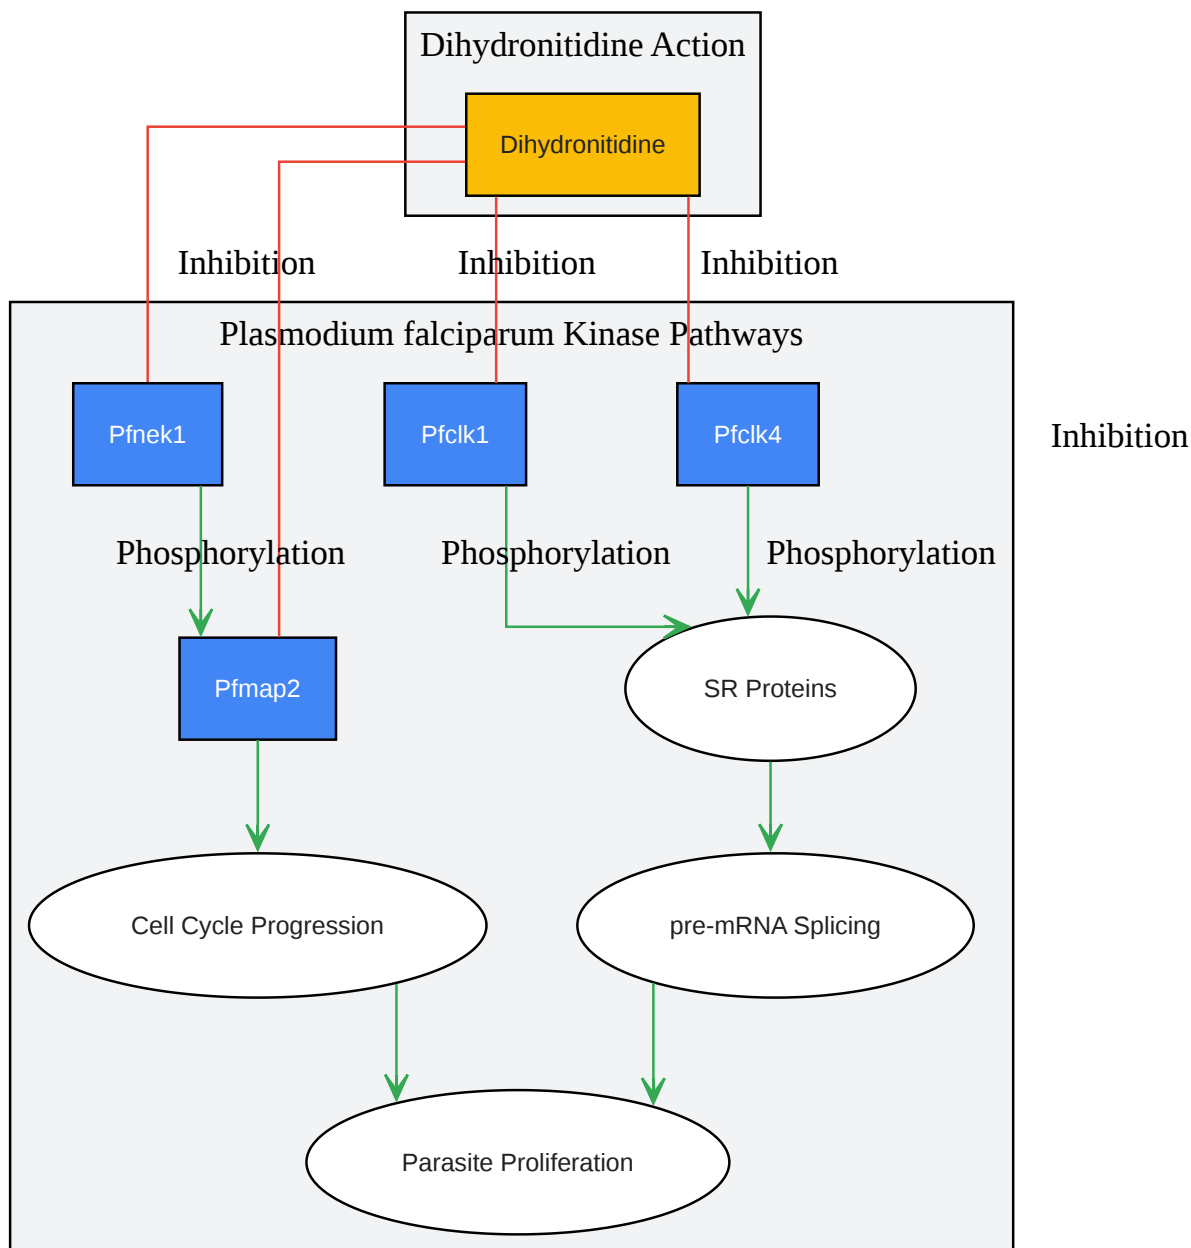 Dihydronitidine Action
Dihydronitidine
Inhibition
Inhibition
Inhibition
Plasmodium falciparum Kinase Pathways
Pfnek1
Pfclk1
Pfclk4
Inhibition
Phosphorylation
Phosphorylation
Phosphorylation
Pfmap2
SR Proteins
Cell Cycle Progression
pre-mRNA Splicing
Parasite Proliferation